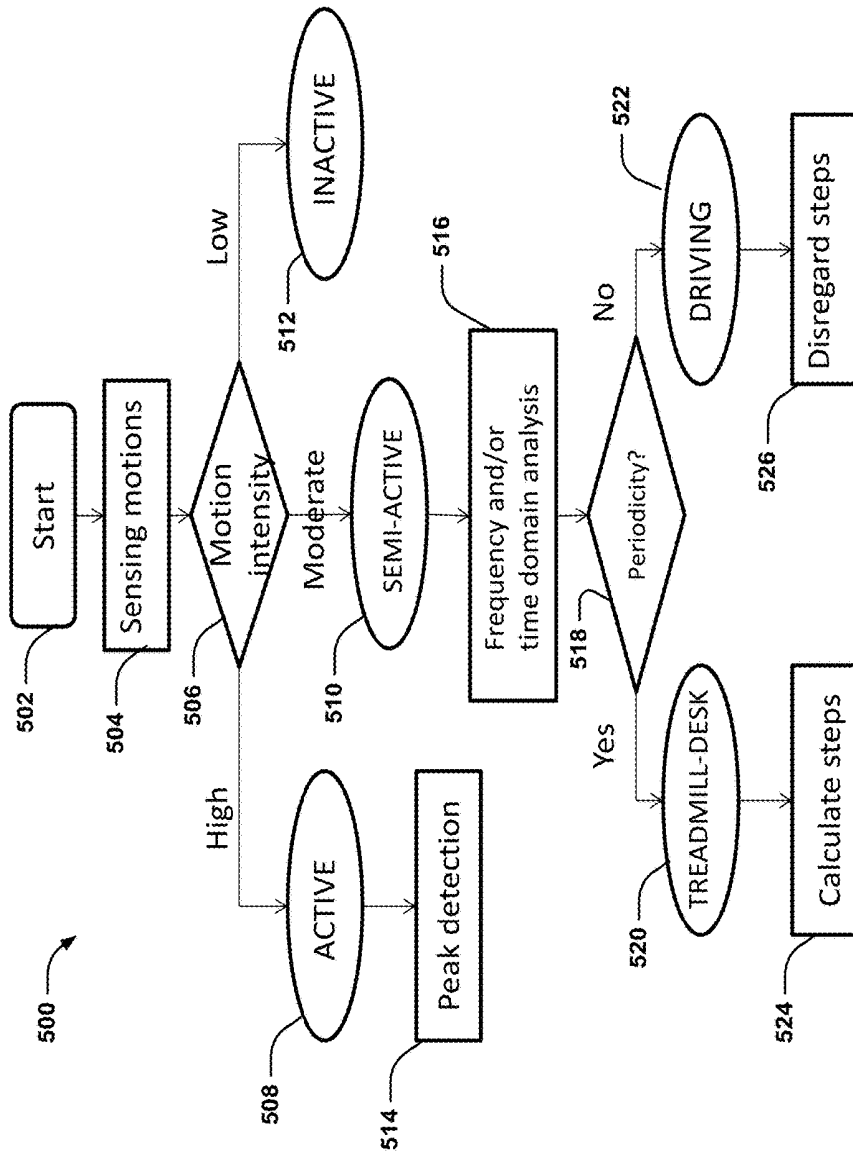 500
502
Start
504
Sensing motions
506
Motion
intensity
High
Moderate
Low
508
ACTIVE
510
SEMI-ACTIVE
512
INACTIVE
514
Peak detection
516
Frequency and/or
time domain analysis
518
Periodicity?
Yes
No
520
TREADMILL-DESK
522
DRIVING
524
Calculate steps
526
Disregard steps